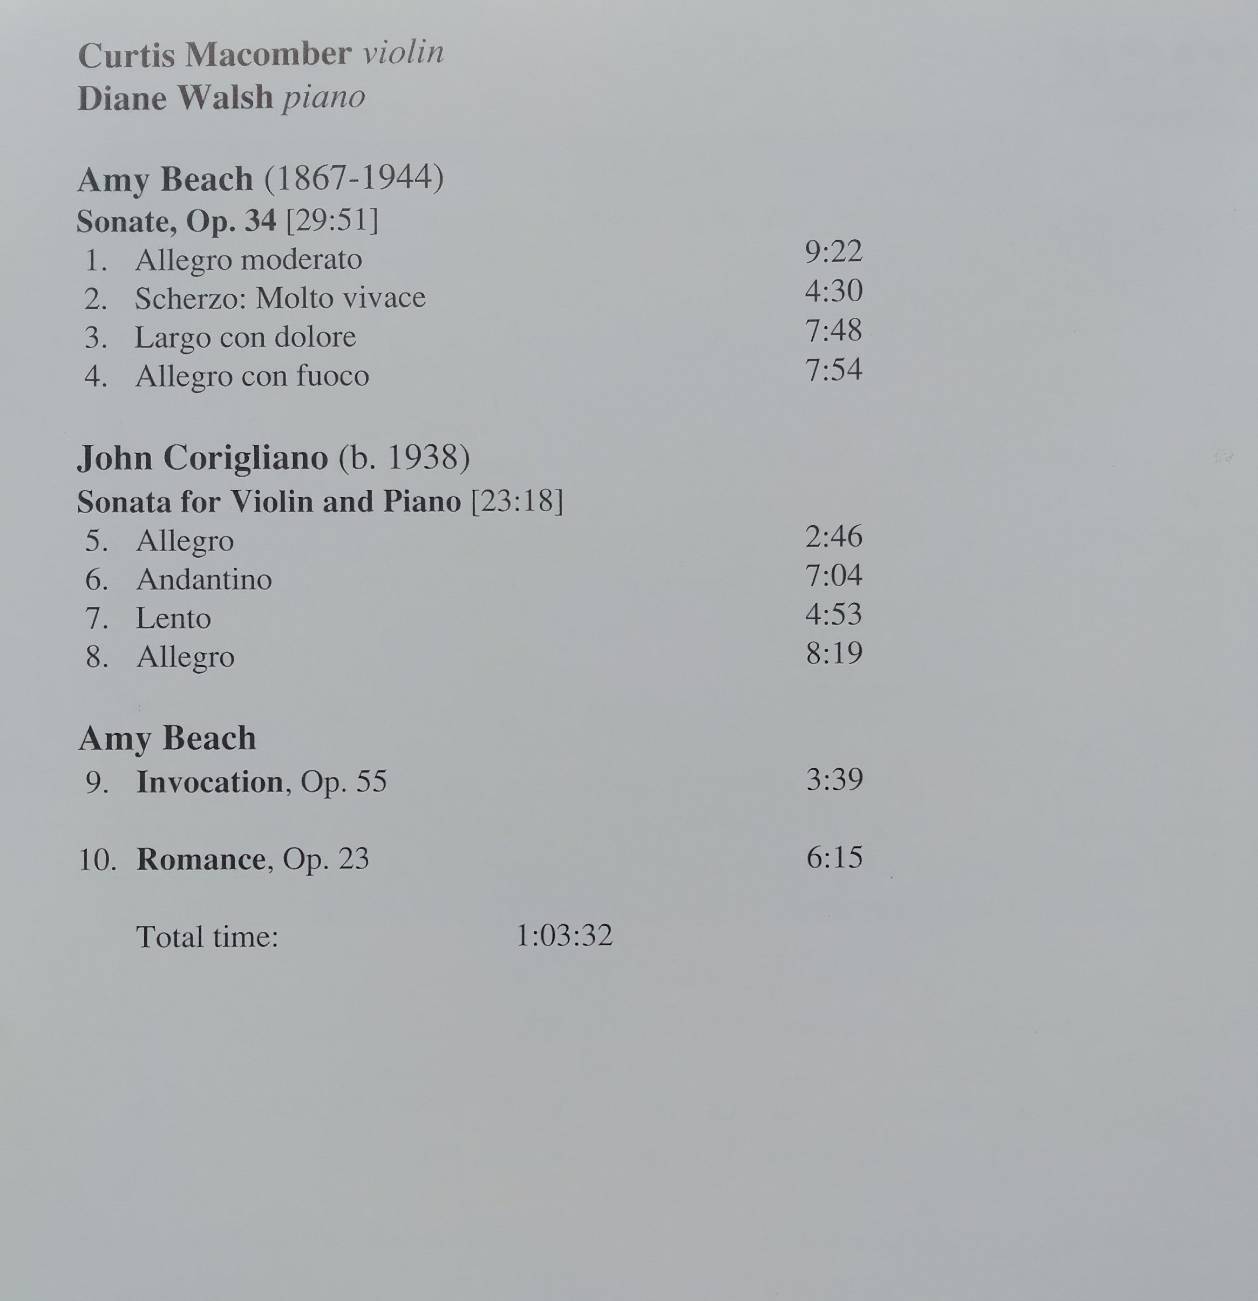 Curtis Macomber violin
Diane Walsh piano
Amy Beach (1867-1944)
Sonate, Op. 34 [29:51]
1. Allegro moderato 9:22
2. Scherzo: Molto vivace 4:30
3. Largo con dolore 7:48
4. Allegro con fuoco 7:54
John Corigliano (b. 1938)
Sonata for Violin and Piano [23:18]
5. Allegro 2:46
6. Andantino 7:04
7. Lento 4:53
8. Allegro 8:19
Amy Beach
9. Invocation, Op. 55 3:39
10. Romance, Op. 23 6:15
Total time: 1:03:32